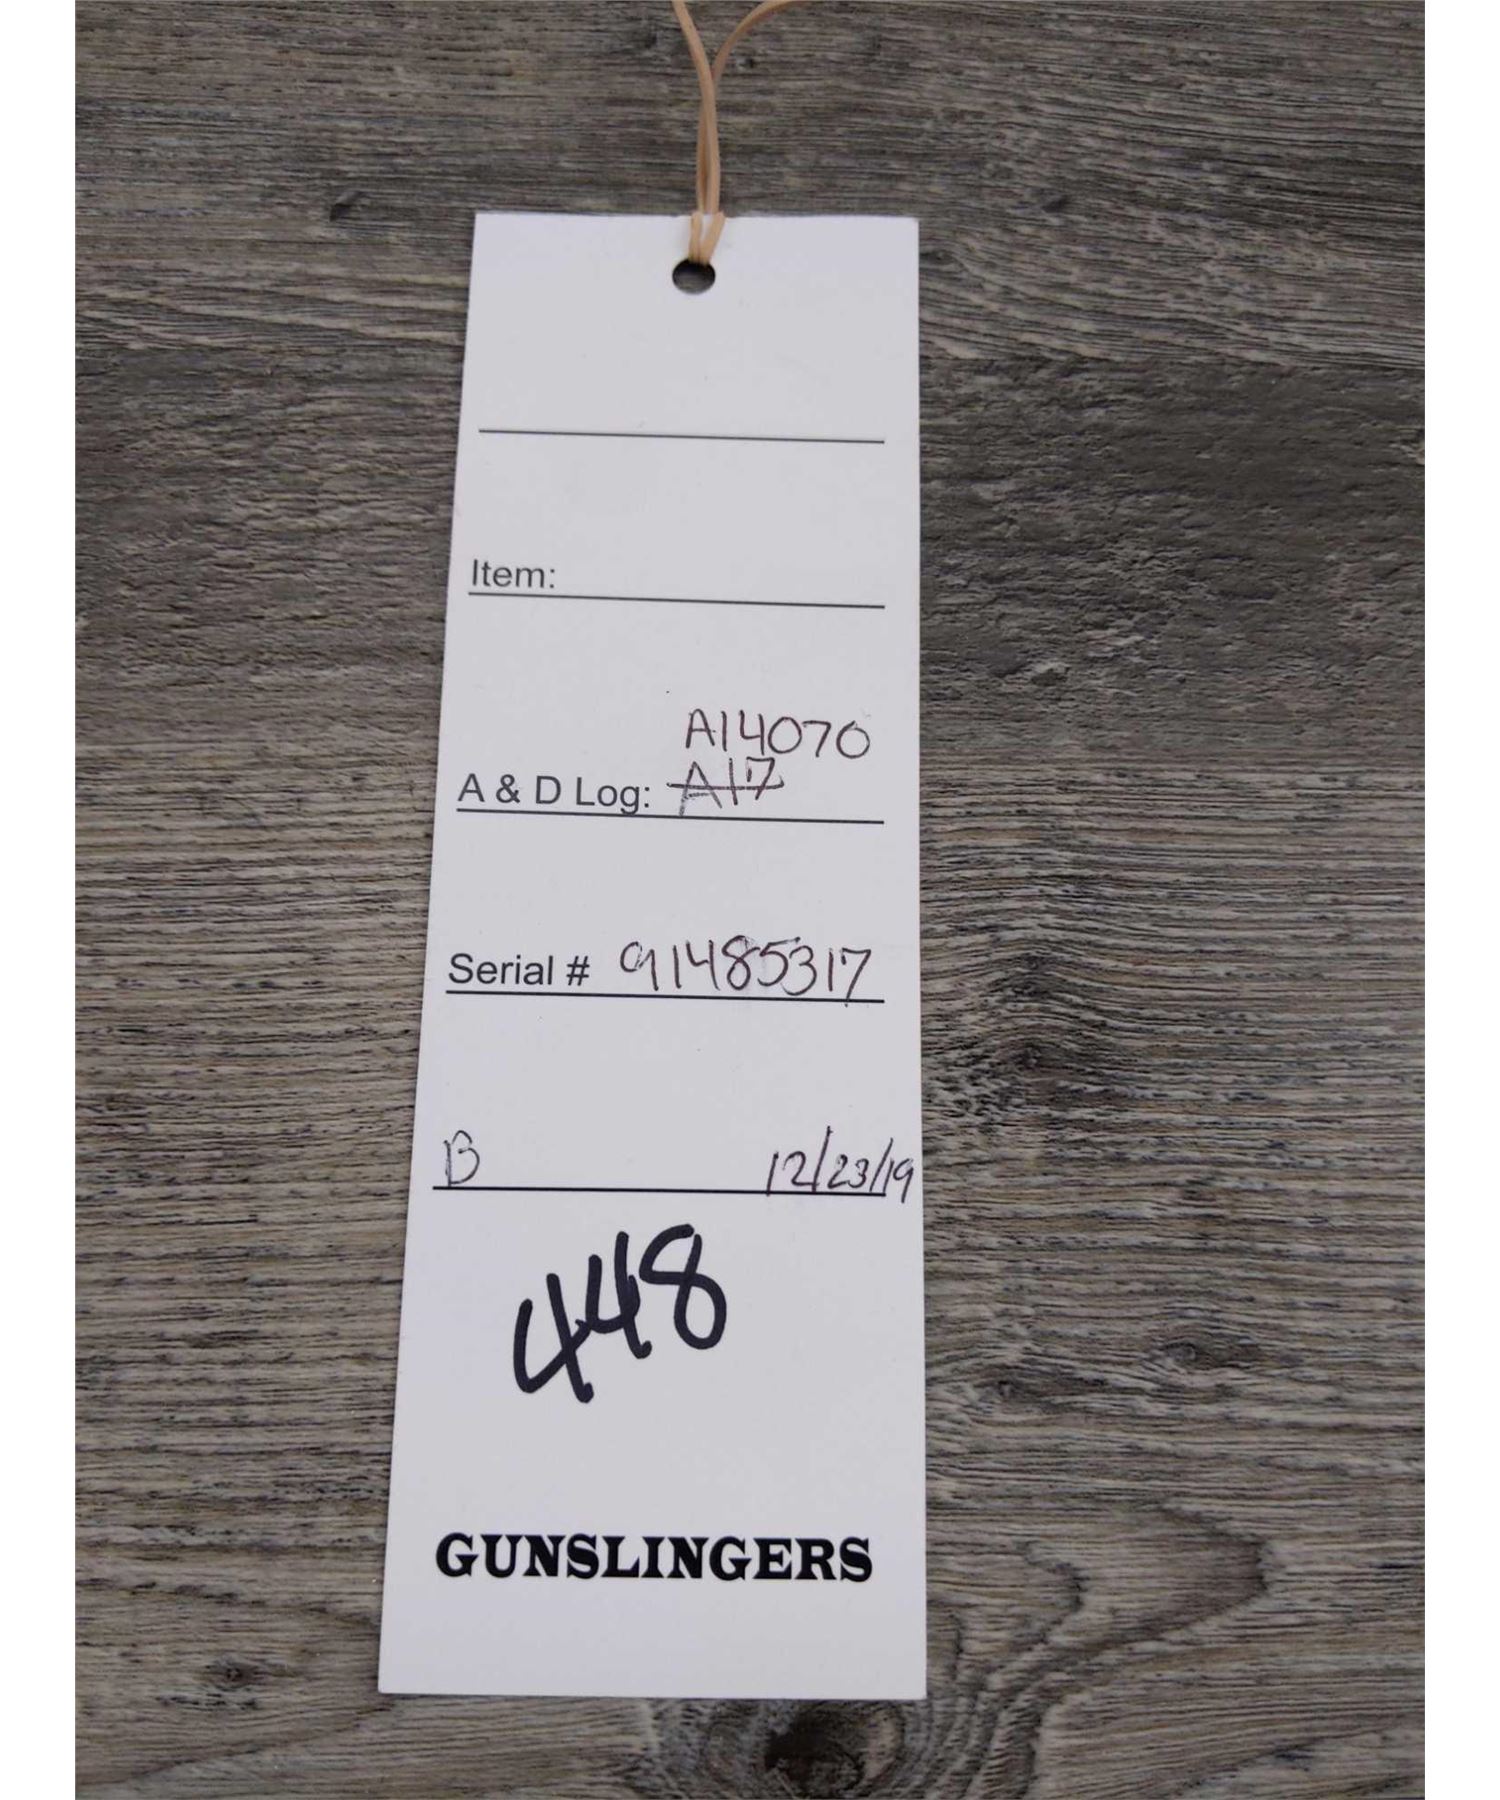 Item:
A14070
A & D Log: A17
Serial # 91485317
B 12/23/19
448
GUNSLINGERS